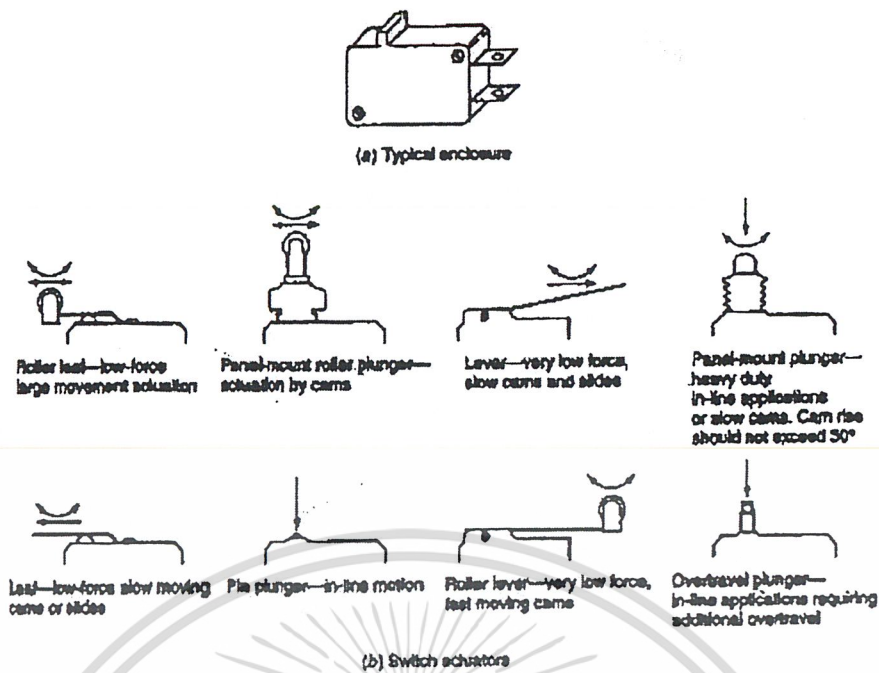 (a) Typical enclosure
Roller leaf—low-force
large movement actuation
Panel-mount roller plunger—
actuation by cams
Lever—very low force,
slow cams and slides
Panel-mount plunger—
heavy duty
in-line applications
or slow cams. Cam rise
should not exceed 30°
Leaf—low-force slow moving
cams or slides
Pin plunger—in-line motion
Roller lever—very low force,
fast moving cams
Overtravel plunger—
in-line applications requiring
additional overtravel
(b) Switch actuators